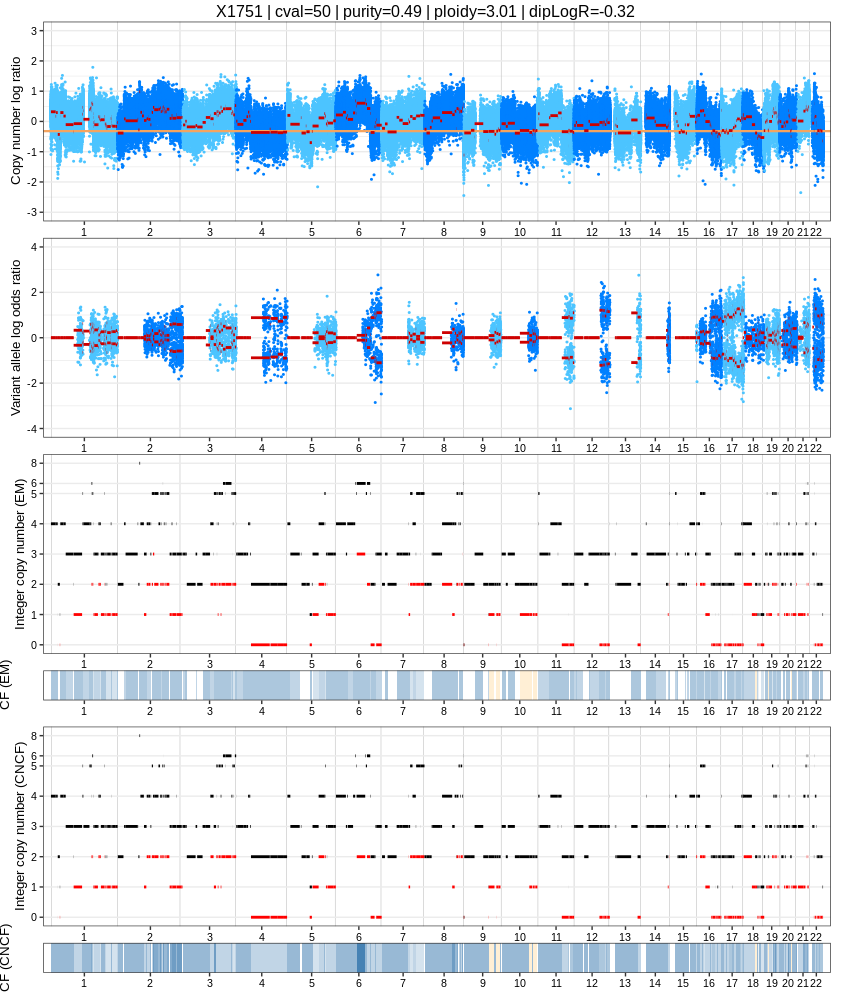 X1751 | cval=50 | purity=0.49 | ploidy=3.01 | dipLogR=-0.32
Copy number log ratio
3
2
1
0
-1
-2
-3
1 2 3 4 5 6 7 8 9 10 11 12 13 14 15 16 17 18 19 20 21 22
Variant allele log odds ratio
4
2
0
-2
-4
1 2 3 4 5 6 7 8 9 10 11 12 13 14 15 16 17 18 19 20 21 22
Integer copy number (EM)
8
6
5
4
3
2
1
0
1 2 3 4 5 6 7 8 9 10 11 12 13 14 15 16 17 18 19 20 21 22
CF (EM)
1 2 3 4 5 6 7 8 9 10 11 12 13 14 15 16 17 18 19 20 21 22
Integer copy number (CNCF)
8
6
5
4
3
2
1
0
1 2 3 4 5 6 7 8 9 10 11 12 13 14 15 16 17 18 19 20 21 22
CF (CNCF)
1 2 3 4 5 6 7 8 9 10 11 12 13 14 15 16 17 18 19 20 21 22